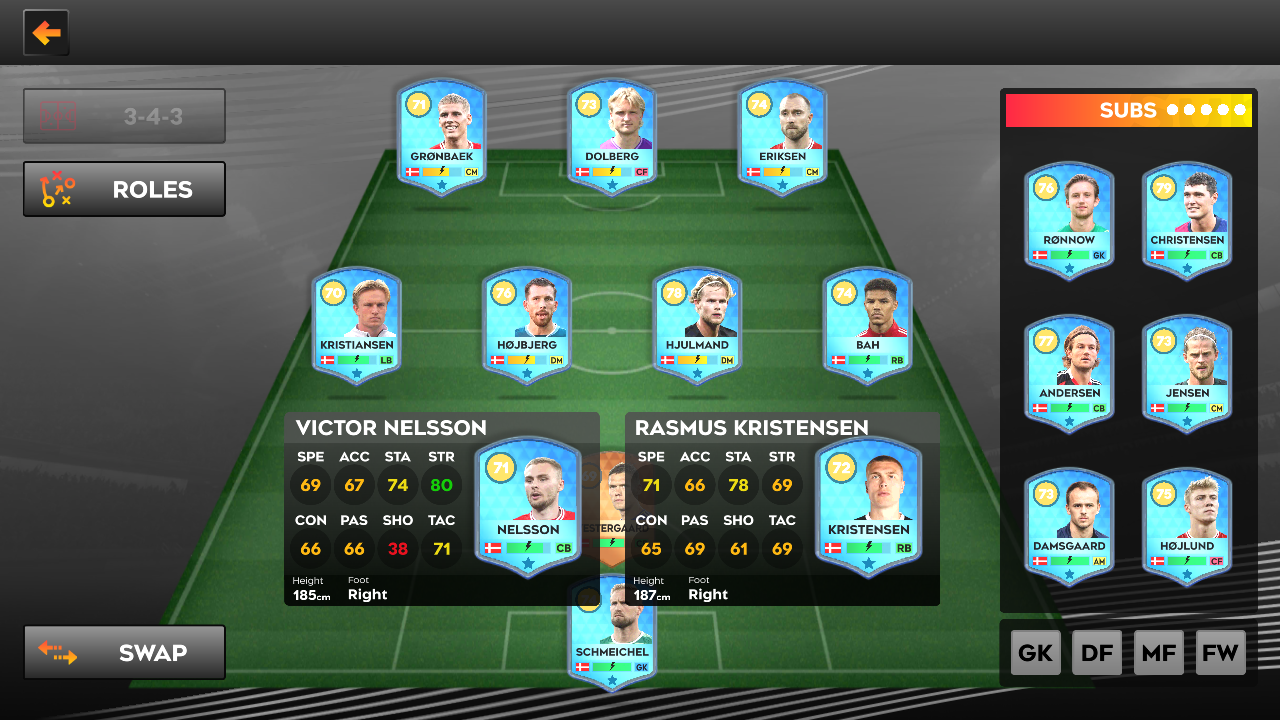 3-4-3
ROLES
71
GRØNBAEK
CM
73
DOLBERG
CF
74
ERIKSEN
CM
70
KRISTIANSEN
LB
76
HØJBJERG
DM
78
HJULMAND
DM
74
BAH
RB
VICTOR NELSSON
SPE ACC STA STR
69 67 74 80
CON PAS SHO TAC
66 66 38 71
Height Foot
185cm Right
71
NELSSON
CB
ESTERGAA
RASMUS KRISTENSEN
SPE ACC STA STR
71 66 78 69
CON PAS SHO TAC
65 69 61 69
Height Foot
187cm Right
72
KRISTENSEN
RB
SCHMEICHEL
GK
SWAP
SUBS
76
RØNNOW
GK
79
CHRISTENSEN
CB
77
ANDERSEN
CB
73
JENSEN
CM
73
DAMSGAARD
AM
75
HØJLUND
CF
GK DF MF FW